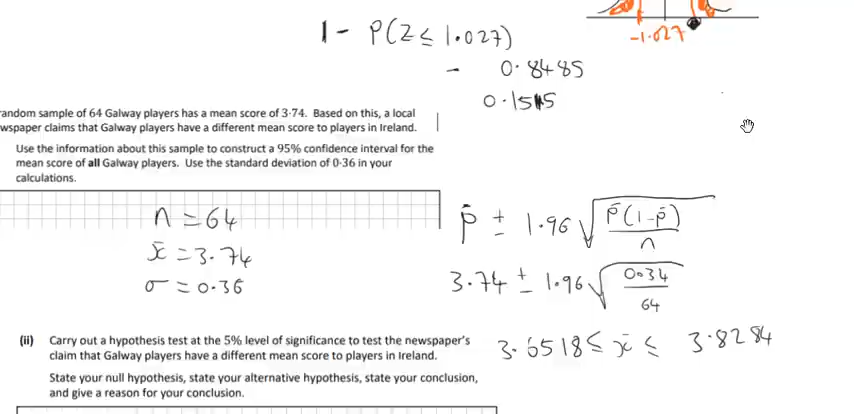 1 - P(Z ≤ 1.027)
-1.027
- 0.8485
0.1515
andom sample of 64 Galway players has a mean score of 3·74. Based on this, a local
wspaper claims that Galway players have a different mean score to players in Ireland.
Use the information about this sample to construct a 95% confidence interval for the
mean score of all Galway players. Use the standard deviation of 0·36 in your
calculations.
n = 64
x̄ = 3.74
σ = 0.36
p̄ ± 1.96 √(p̄(1-p̄)/n)
3.74 ± 1.96 √(0.34/64)
3.6518 ≤ x̄ ≤ 3.8284
(ii) Carry out a hypothesis test at the 5% level of significance to test the newspaper's
claim that Galway players have a different mean score to players in Ireland.
State your null hypothesis, state your alternative hypothesis, state your conclusion,
and give a reason for your conclusion.